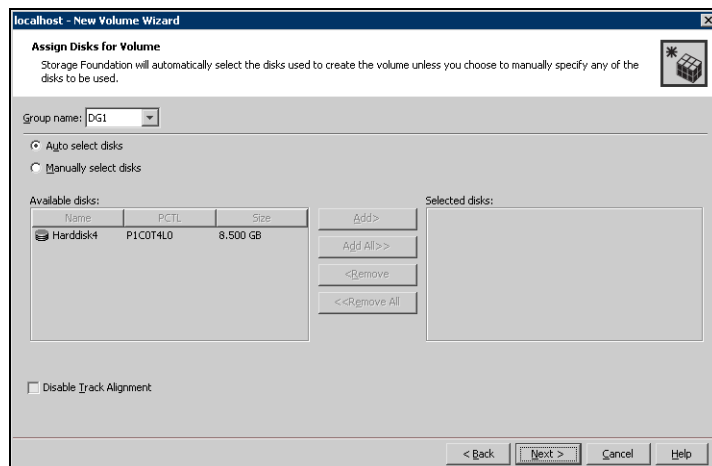 localhost - New Volume Wizard
Assign Disks for Volume
Storage Foundation will automatically select the disks used to create the volume unless you choose to manually specify any of the
disks to be used.
Group name: DG1
Auto select disks
Manually select disks
Available disks:
Selected disks:
Name PCTL Size
Harddisk4 P1C0T4L0 8.500 GB
Add>
Add All>>
<Remove
<<Remove All
Disable Track Alignment
< Back Next > Cancel Help